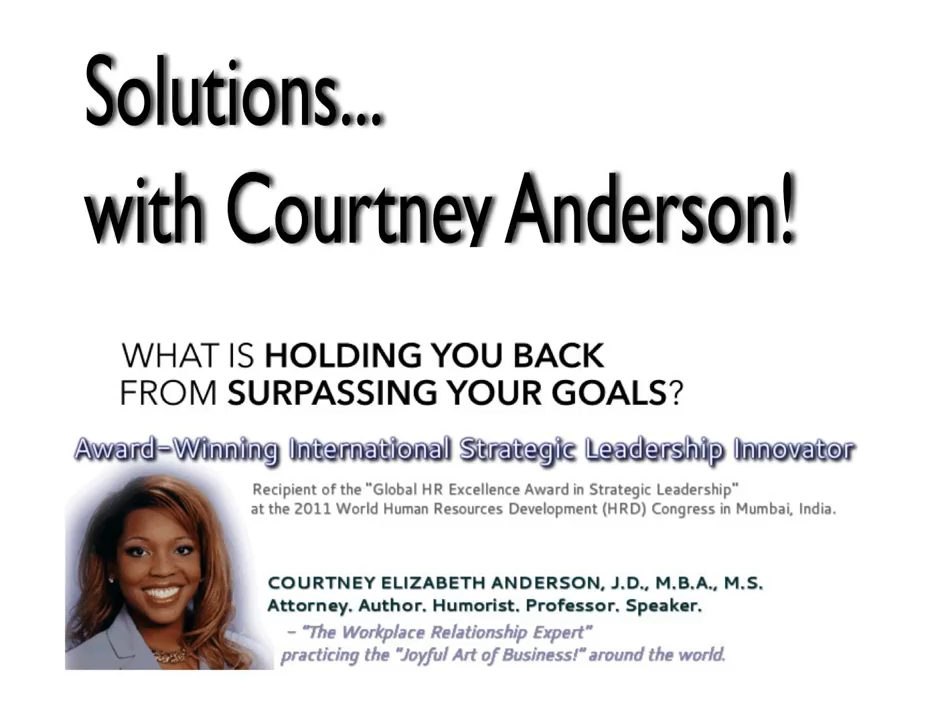 Solutions...
with Courtney Anderson!
WHAT IS HOLDING YOU BACK
FROM SURPASSING YOUR GOALS?
Award-Winning International Strategic Leadership Innovator
Recipient of the "Global HR Excellence Award in Strategic Leadership"
at the 2011 World Human Resources Development (HRD) Congress in Mumbai, India.
COURTNEY ELIZABETH ANDERSON, J.D., M.B.A., M.S.
Attorney. Author. Humorist. Professor. Speaker.
- "The Workplace Relationship Expert"
practicing the "Joyful Art of Business!" around the world.